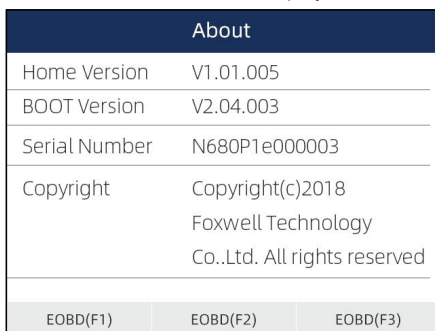 About
Home Version V1.01.005
BOOT Version V2.04.003
Serial Number N680P1e000003
Copyright Copyright(c)2018
Foxwell Technology
Co..Ltd. All rights reserved
EOBD(F1) EOBD(F2) EOBD(F3)